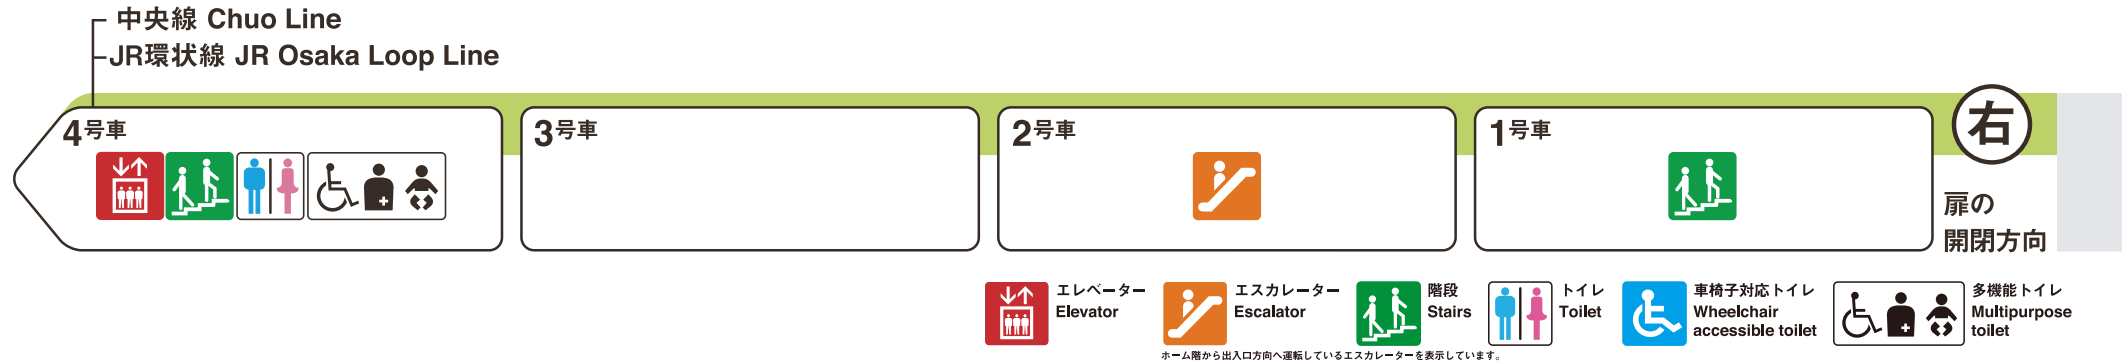 中央線 Chuo Line
JR環状線 JR Osaka Loop Line
4号車
3号車
2号車
1号車
右
扉の
開閉方向
エレベーター
Elevator
エスカレーター
Escalator
階段
Stairs
トイレ
Toilet
車椅子対応トイレ
Wheelchair
accessible toilet
多機能トイレ
Multipurpose
toilet
ホーム階から出入口方向へ運転しているエスカレーターを表示しています。